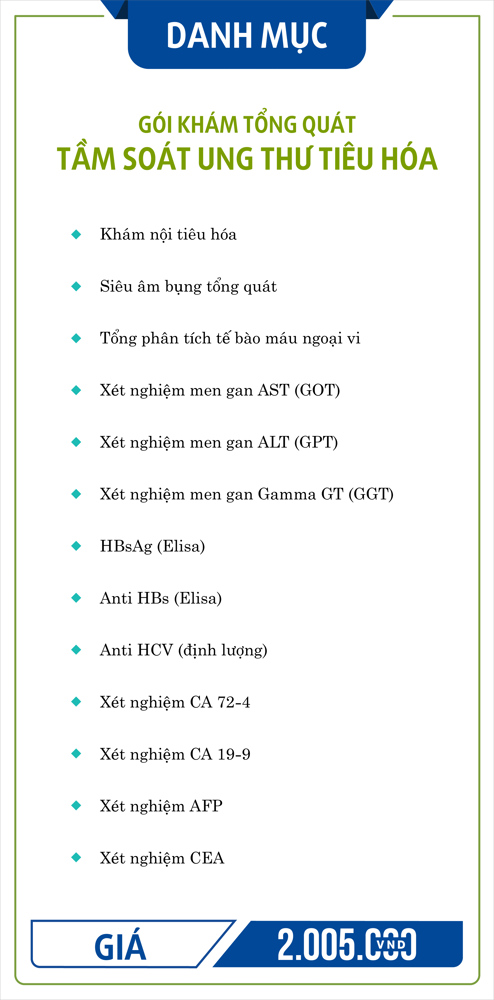 DANH MỤC
GÓI KHÁM TỔNG QUÁT
TẦM SOÁT UNG THƯ TIÊU HÓA
Khám nội tiêu hóa
Siêu âm bụng tổng quát
Tổng phân tích tế bào máu ngoại vi
Xét nghiệm men gan AST (GOT)
Xét nghiệm men gan ALT (GPT)
Xét nghiệm men gan Gamma GT (GGT)
HBsAg (Elisa)
Anti HBs (Elisa)
Anti HCV (định lượng)
Xét nghiệm CA 72-4
Xét nghiệm CA 19-9
Xét nghiệm AFP
Xét nghiệm CEA
GIÁ 2.005.000 VND